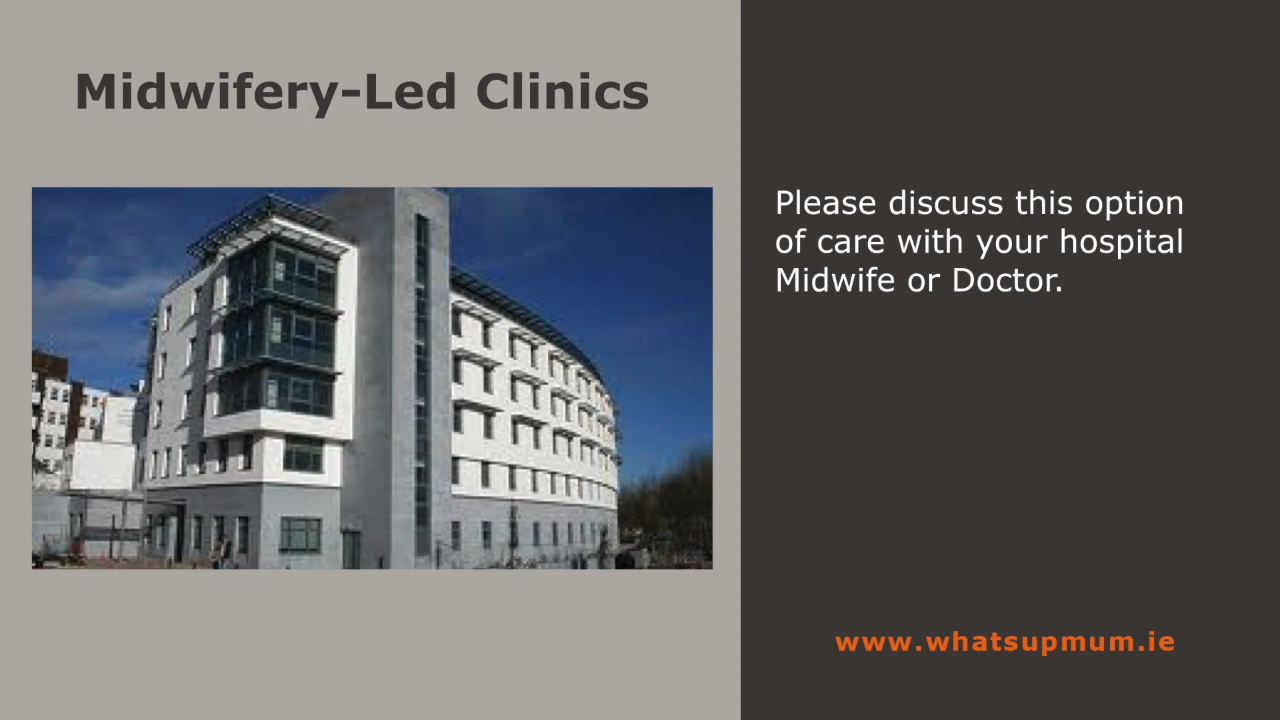 Midwifery-Led Clinics
Please discuss this option
of care with your hospital
Midwife or Doctor.
www.whatsupmum.ie